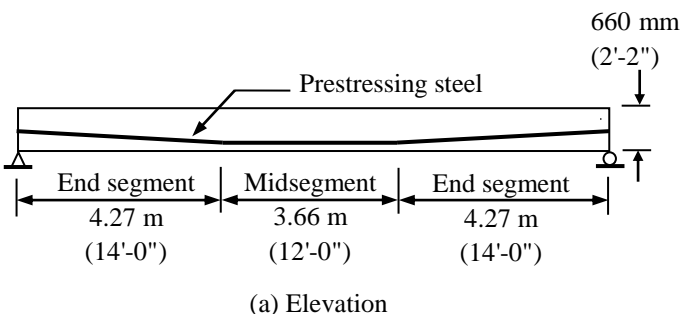 660 mm
(2'-2")
Prestressing steel
End segment Midsegment End segment
4.27 m 3.66 m 4.27 m
(14'-0") (12'-0") (14'-0")
(a) Elevation